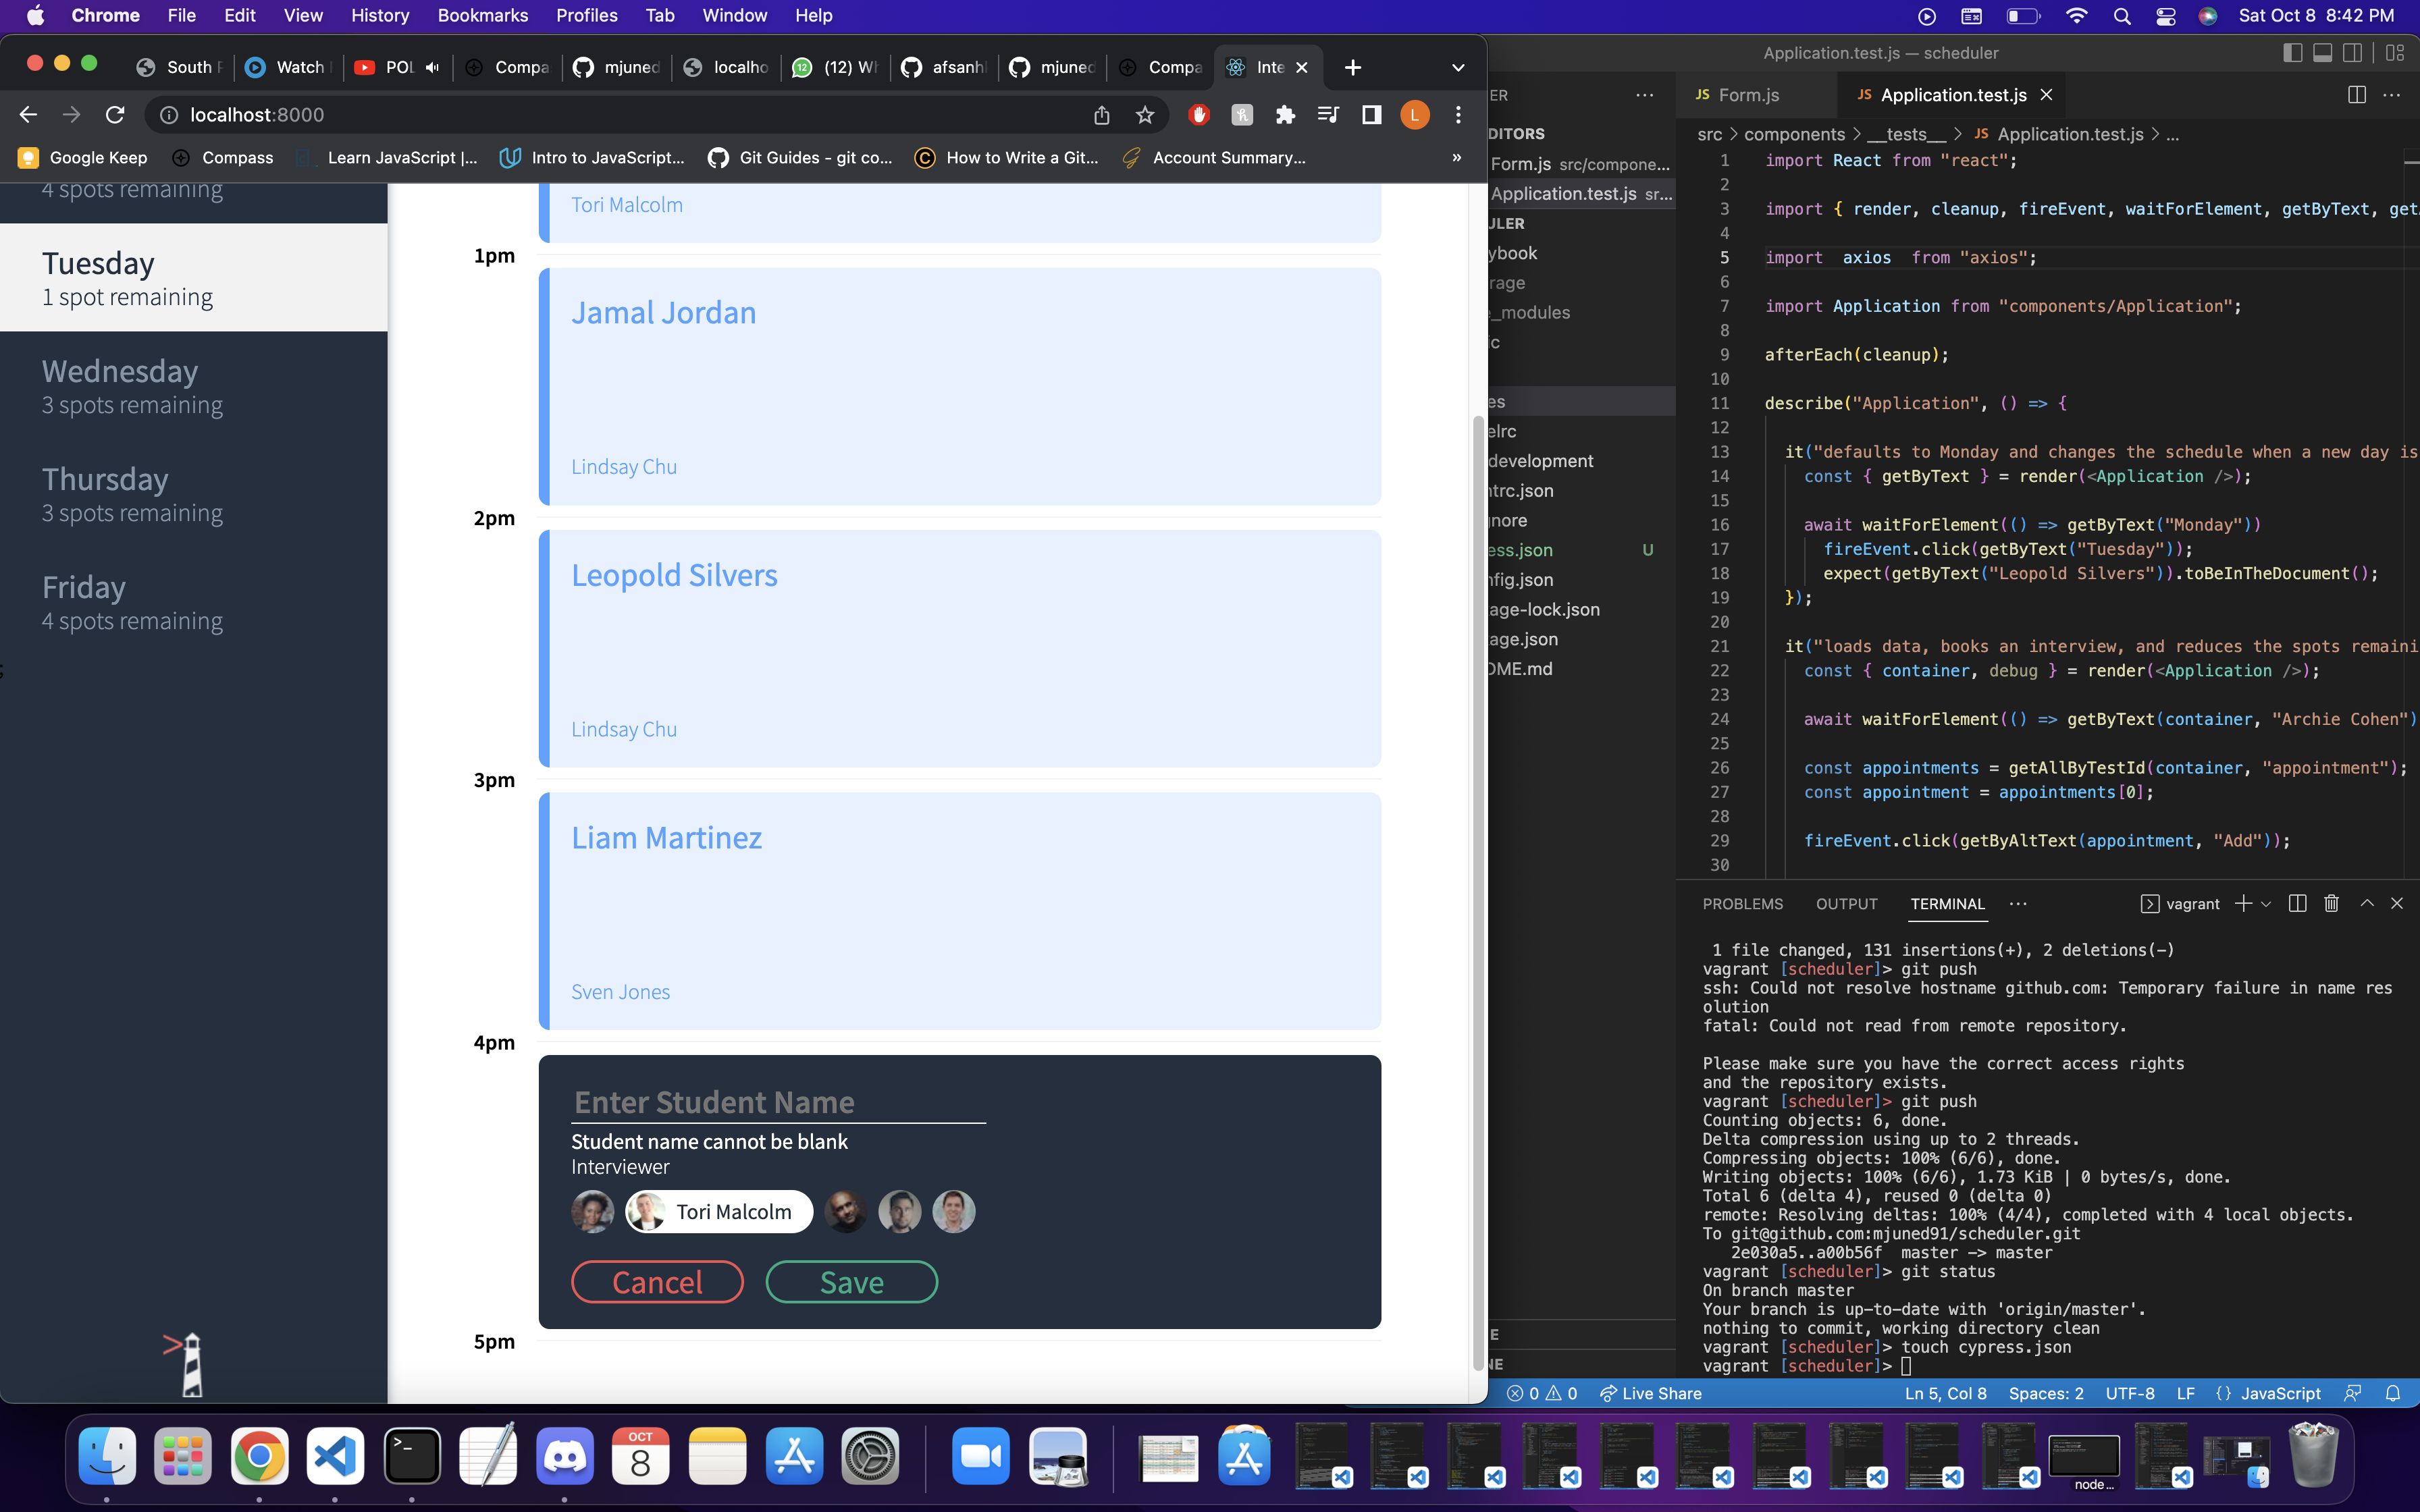 Chrome File Edit View History Bookmarks Profiles Tab Window Help
Sat Oct 8 8:42 PM
South Watch POL Compa mjuned localho (12) W afsanh mjuned Compa Inte
localhost:8000
L
Google Keep Compass Learn JavaScript |... Intro to JavaScript... Git Guides - git co... How to Write a Git... Account Summary... »
4 spots remaining
Tuesday
1 spot remaining
Wednesday
3 spots remaining
Thursday
3 spots remaining
Friday
4 spots remaining
;
Tori Malcolm
1pm
Jamal Jordan
Lindsay Chu
2pm
Leopold Silvers
Lindsay Chu
3pm
Liam Martinez
Sven Jones
4pm
Enter Student Name
Student name cannot be blank
Interviewer
Tori Malcolm
Cancel Save
5pm
Application.test.js — scheduler
ER ...
DITORS
Form.js src/compone...
Application.test.js sr...
ULER
ybook
rage
e_modules
ic
es
elrc
development
ntrc.json
nore
ess.json U
nfig.json
age-lock.json
age.json
OME.md
E
NE
JS Form.js JS Application.test.js
src > components > __tests__ > JS Application.test.js > ...
1 import React from "react";
2
3 import { render, cleanup, fireEvent, waitForElement, getByText, get
4
5 import  axios  from "axios";
6
7 import Application from "components/Application";
8
9 afterEach(cleanup);
10
11 describe("Application", () => {
12
13 it("defaults to Monday and changes the schedule when a new day is
14 const { getByText } = render(<Application />);
15
16 await waitForElement(() => getByText("Monday"))
17 fireEvent.click(getByText("Tuesday"));
18 expect(getByText("Leopold Silvers")).toBeInTheDocument();
19 });
20
21 it("loads data, books an interview, and reduces the spots remaini
22 const { container, debug } = render(<Application />);
23
24 await waitForElement(() => getByText(container, "Archie Cohen")
25
26 const appointments = getAllByTestId(container, "appointment");
27 const appointment = appointments[0];
28
29 fireEvent.click(getByAltText(appointment, "Add"));
30
PROBLEMS OUTPUT TERMINAL ... vagrant
1 file changed, 131 insertions(+), 2 deletions(-)
vagrant [scheduler]> git push
ssh: Could not resolve hostname github.com: Temporary failure in name res
olution
fatal: Could not read from remote repository.
Please make sure you have the correct access rights
and the repository exists.
vagrant [scheduler]> git push
Counting objects: 6, done.
Delta compression using up to 2 threads.
Compressing objects: 100% (6/6), done.
Writing objects: 100% (6/6), 1.73 KiB | 0 bytes/s, done.
Total 6 (delta 4), reused 0 (delta 0)
remote: Resolving deltas: 100% (4/4), completed with 4 local objects.
To git@github.com:mjuned91/scheduler.git
2e030a5..a00b56f  master -> master
vagrant [scheduler]> git status
On branch master
Your branch is up-to-date with 'origin/master'.
nothing to commit, working directory clean
vagrant [scheduler]> touch cypress.json
vagrant [scheduler]>
0 0 Live Share Ln 5, Col 8 Spaces: 2 UTF-8 LF {} JavaScript
OCT
8
node...